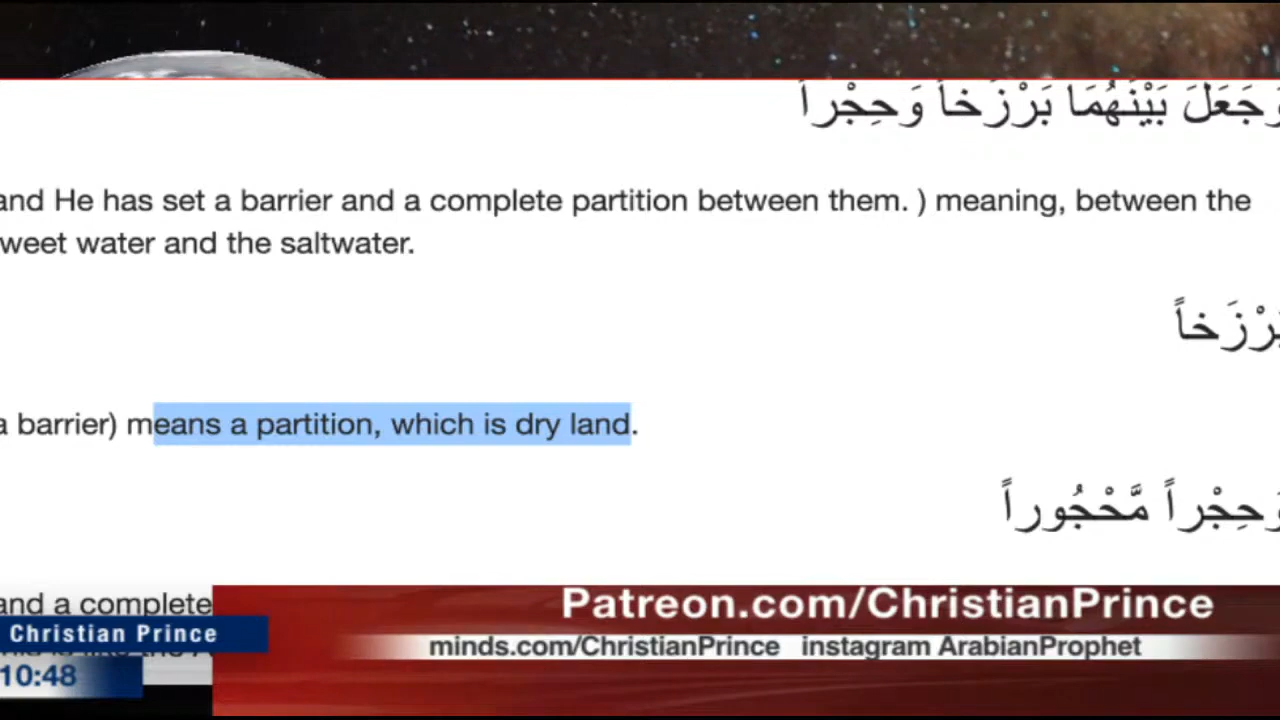 وَجَعَلَ بَيْنَهُمَا بَرْزَخاً وَحِجْراً
and He has set a barrier and a complete partition between them. ) meaning, between the
weet water and the saltwater.
بَرْزَخاً
a barrier) means a partition, which is dry land.
وَحِجْراً مَّحْجُوراً
and a complete
Christian Prince
10:48
Patreon.com/ChristianPrince
minds.com/ChristianPrince instagram ArabianProphet